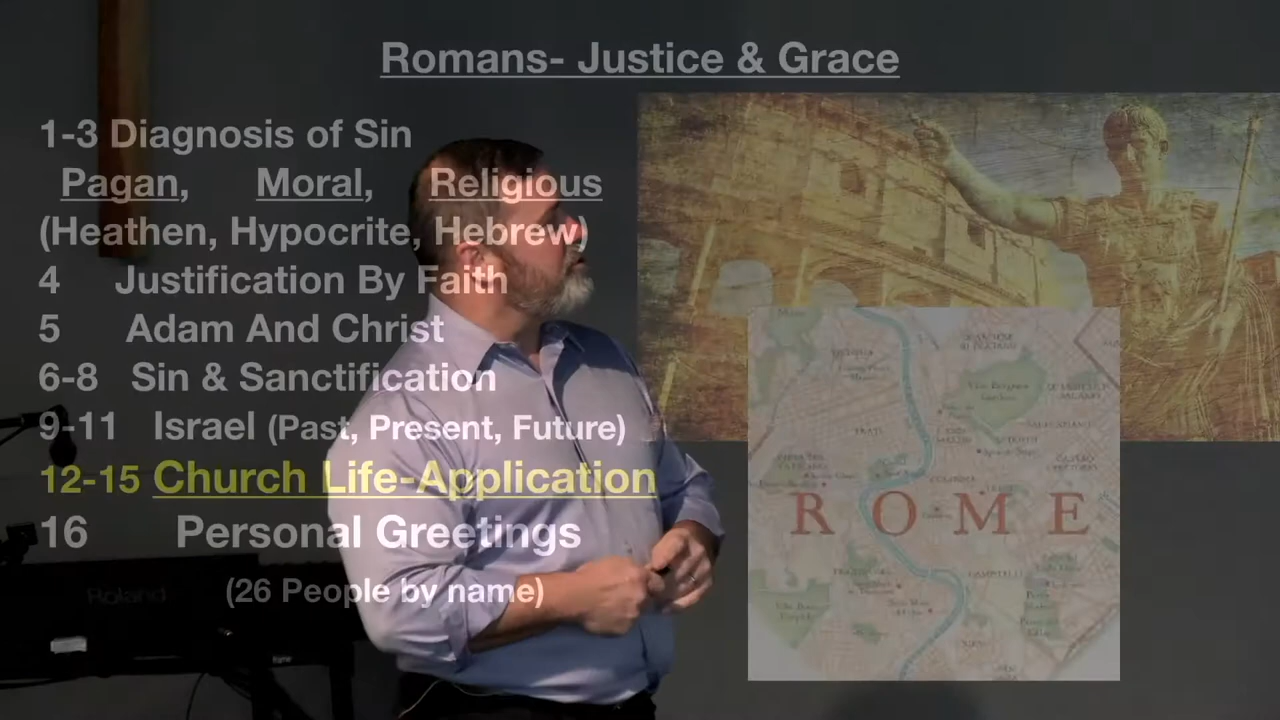 Romans- Justice & Grace
1-3 Diagnosis of Sin
Pagan, Moral, Religious
(Heathen, Hypocrite, Hebrew)
4 Justification By Faith
5 Adam And Christ
6-8 Sin & Sanctification
9-11 Israel (Past, Present, Future)
12-15 Church Life-Application
16 Personal Greetings
(26 People by name)
ROME
Roland